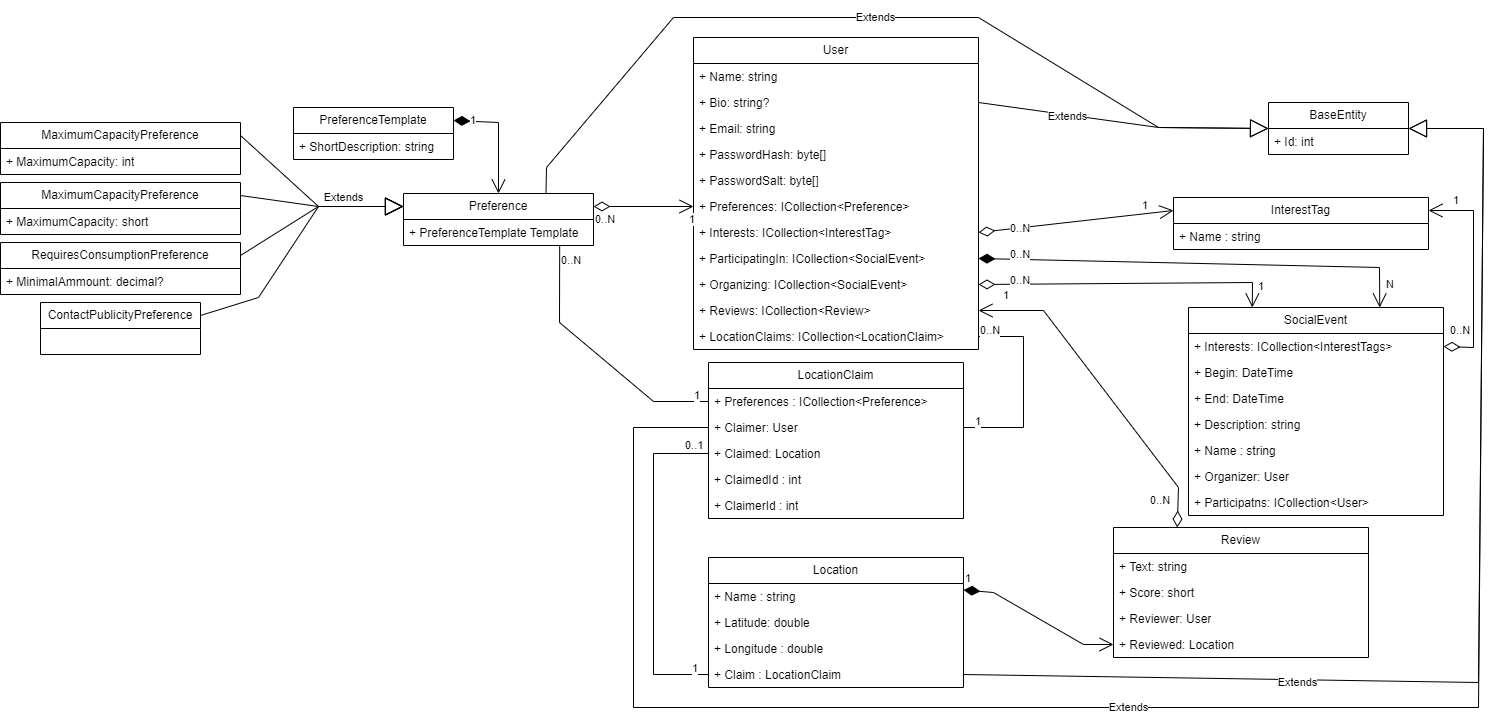 Extends
User
+ Name: string
+ Bio: string?
+ Email: string
+ PasswordHash: byte[]
+ PasswordSalt: byte[]
+ Preferences: ICollection<Preference>
+ Interests: ICollection<InterestTag>
+ ParticipatingIn: ICollection<SocialEvent>
+ Organizing: ICollection<SocialEvent>
+ Reviews: ICollection<Review>
+ LocationClaims: ICollection<LocationClaim>
Extends
BaseEntity
+ Id: int
PreferenceTemplate
+ ShortDescription: string
1
MaximumCapacityPreference
+ MaximumCapacity: int
MaximumCapacityPreference
+ MaximumCapacity: short
RequiresConsumptionPreference
+ MinimalAmmount: decimal?
ContactPublicityPreference
Extends
Preference
+ PreferenceTemplate Template
0..N
1
0..N
1
0..N
1
InterestTag
+ Name : string
1
0..N
N
0..N
1
1
0..N
SocialEvent
+ Interests: ICollection<InterestTags>
+ Begin: DateTime
+ End: DateTime
+ Description: string
+ Name : string
+ Organizer: User
+ Participatns: ICollection<User>
0..N
LocationClaim
+ Preferences : ICollection<Preference>
+ Claimer: User
+ Claimed: Location
+ ClaimedId : int
+ ClaimerId : int
1
0..1
0..N
Review
+ Text: string
+ Score: short
+ Reviewer: User
+ Reviewed: Location
Location
+ Name : string
+ Latitude: double
+ Longitude : double
+ Claim : LocationClaim
1
1
Extends
Extends